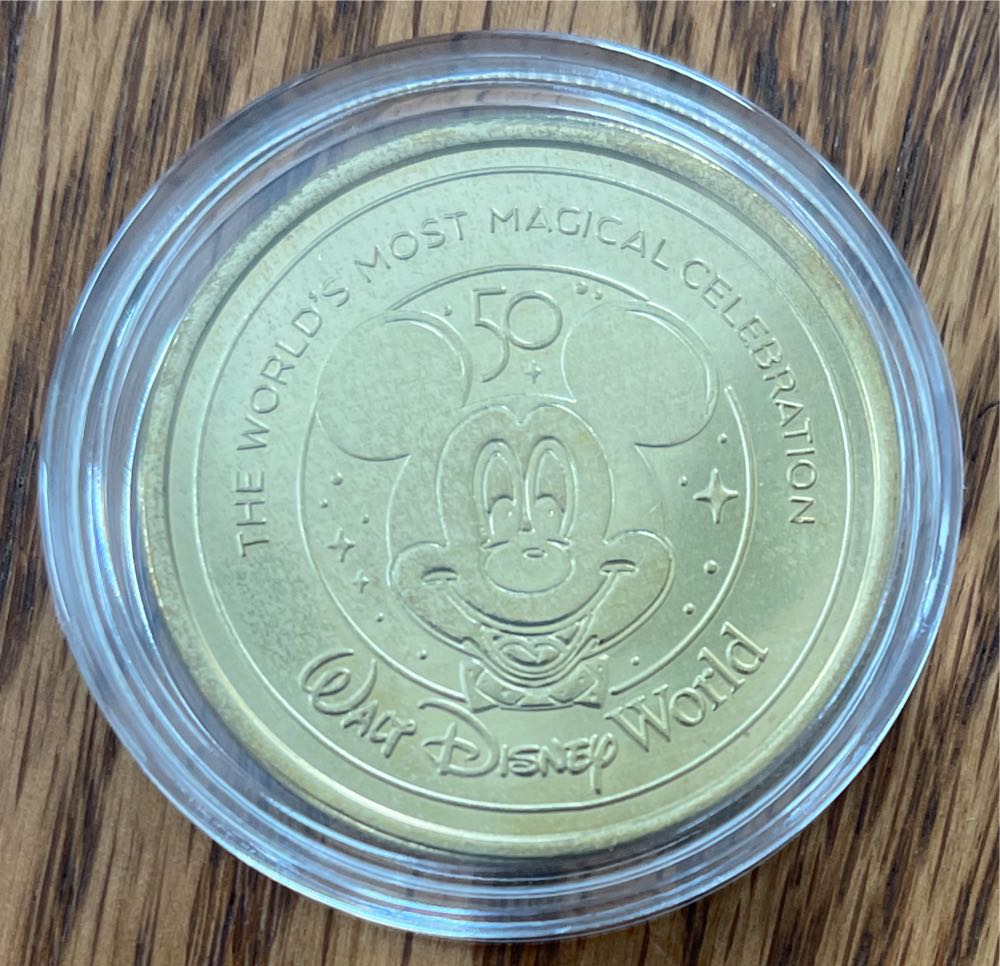 THE WORLD'S MOST MAGICAL CELEBRATION
50
WALT DISNEY World